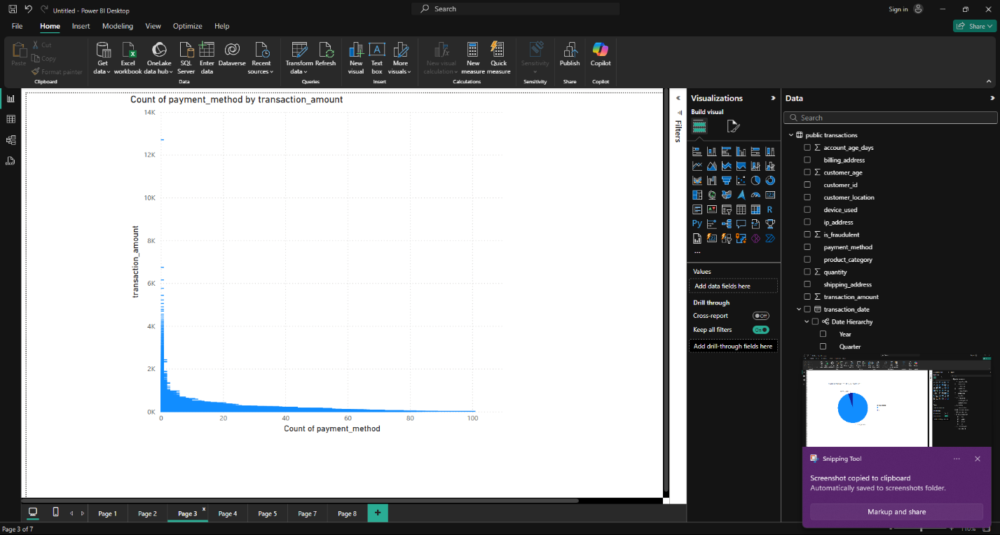 Untitled - Power BI Desktop
Search
Sign in
File Home Insert Modeling View Optimize Help
Share
Paste
Cut
Copy
Format painter
Get data
Excel workbook
OneLake data hub
SQL Server
Enter data
Dataverse
Recent sources
Transform data
Refresh
New visual
Text box
More visuals
New visual calculation
New measure
Quick measure
Sensitivity
Publish
Copilot
Clipboard
Data
Queries
Insert
Calculations
Sensitivity
Share
Copilot
Count of payment_method by transaction_amount
14K
12K
10K
8K
6K
4K
2K
0K
transaction_amount
0 20 40 60 80 100
Count of payment_method
Filters
Visualizations
Build visual
R
Py
123
...
Values
Add data fields here
Drill through
Cross-report
Off
Keep all filters
On
Add drill-through fields here
Data
Search
public transactions
account_age_days
billing_address
customer_age
customer_id
customer_location
device_used
ip_address
is_fraudulent
payment_method
product_category
quantity
shipping_address
transaction_amount
transaction_date
Date Hierarchy
Year
Quarter
Snipping Tool
Screenshot copied to clipboard
Automatically saved to screenshots folder.
Markup and share
Page 1 Page 2 Page 3 Page 4 Page 5 Page 7 Page 8
Page 3 of 7
110%